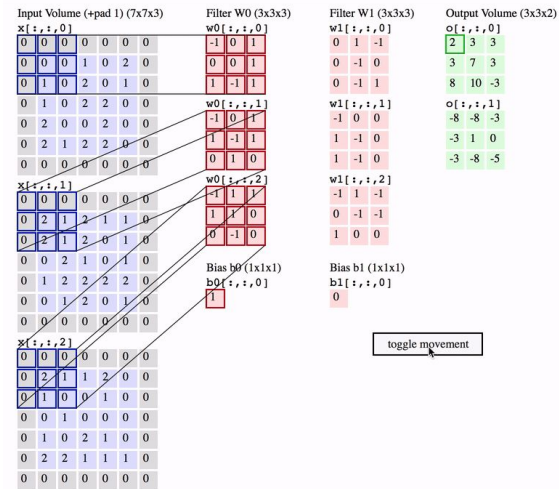 Input Volume (+pad 1) (7x7x3)
x[:,:,0]
0 0 0 0 0 0 0
0 0 0 1 0 2 0
0 1 0 2 0 1 0
0 1 0 2 2 0 0
0 2 0 0 2 0 0
0 2 1 2 2 0 0
0 0 0 0 0 0 0
x[:,:,1]
0 0 0 0 0 0 0
0 2 1 2 1 1 0
0 2 1 2 0 1 0
0 0 2 1 0 1 0
0 1 2 2 2 2 0
0 0 1 2 0 1 0
0 0 0 0 0 0 0
x[:,:,2]
0 0 0 0 0 0 0
0 2 1 1 2 0 0
0 1 0 0 1 0 0
0 0 1 0 0 0 0
0 1 0 2 1 0 0
0 2 2 1 1 1 0
0 0 0 0 0 0 0
Filter W0 (3x3x3)
w0[:,:,0]
-1 0 1
0 0 1
1 -1 1
w0[:,:,1]
-1 0 1
1 -1 1
0 1 0
w0[:,:,2]
-1 1 1
1 1 0
0 -1 0
Bias b0 (1x1x1)
b0[:,:,0]
1
Filter W1 (3x3x3)
w1[:,:,0]
0 1 -1
0 -1 0
0 -1 1
w1[:,:,1]
-1 0 0
1 -1 0
1 -1 0
w1[:,:,2]
-1 1 -1
0 -1 -1
1 0 0
Bias b1 (1x1x1)
b1[:,:,0]
0
Output Volume (3x3x2)
o[:,:,0]
2 3 3
3 7 3
8 10 -3
o[:,:,1]
-8 -8 -3
-3 1 0
-3 -8 -5
toggle movement